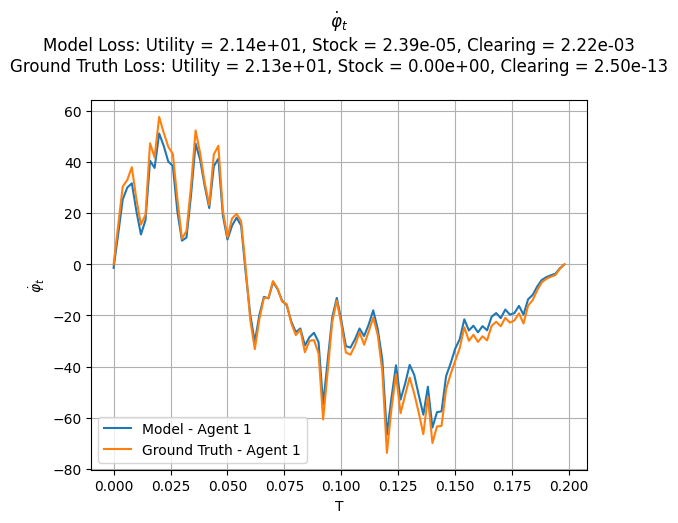 φ̇ₜ
Model Loss: Utility = 2.14e+01, Stock = 2.39e-05, Clearing = 2.22e-03
Ground Truth Loss: Utility = 2.13e+01, Stock = 0.00e+00, Clearing = 2.50e-13
60
40
20
0
−20
−40
−60
−80
φ̇ₜ
Model - Agent 1
Ground Truth - Agent 1
0.000 0.025 0.050 0.075 0.100 0.125 0.150 0.175 0.200
T